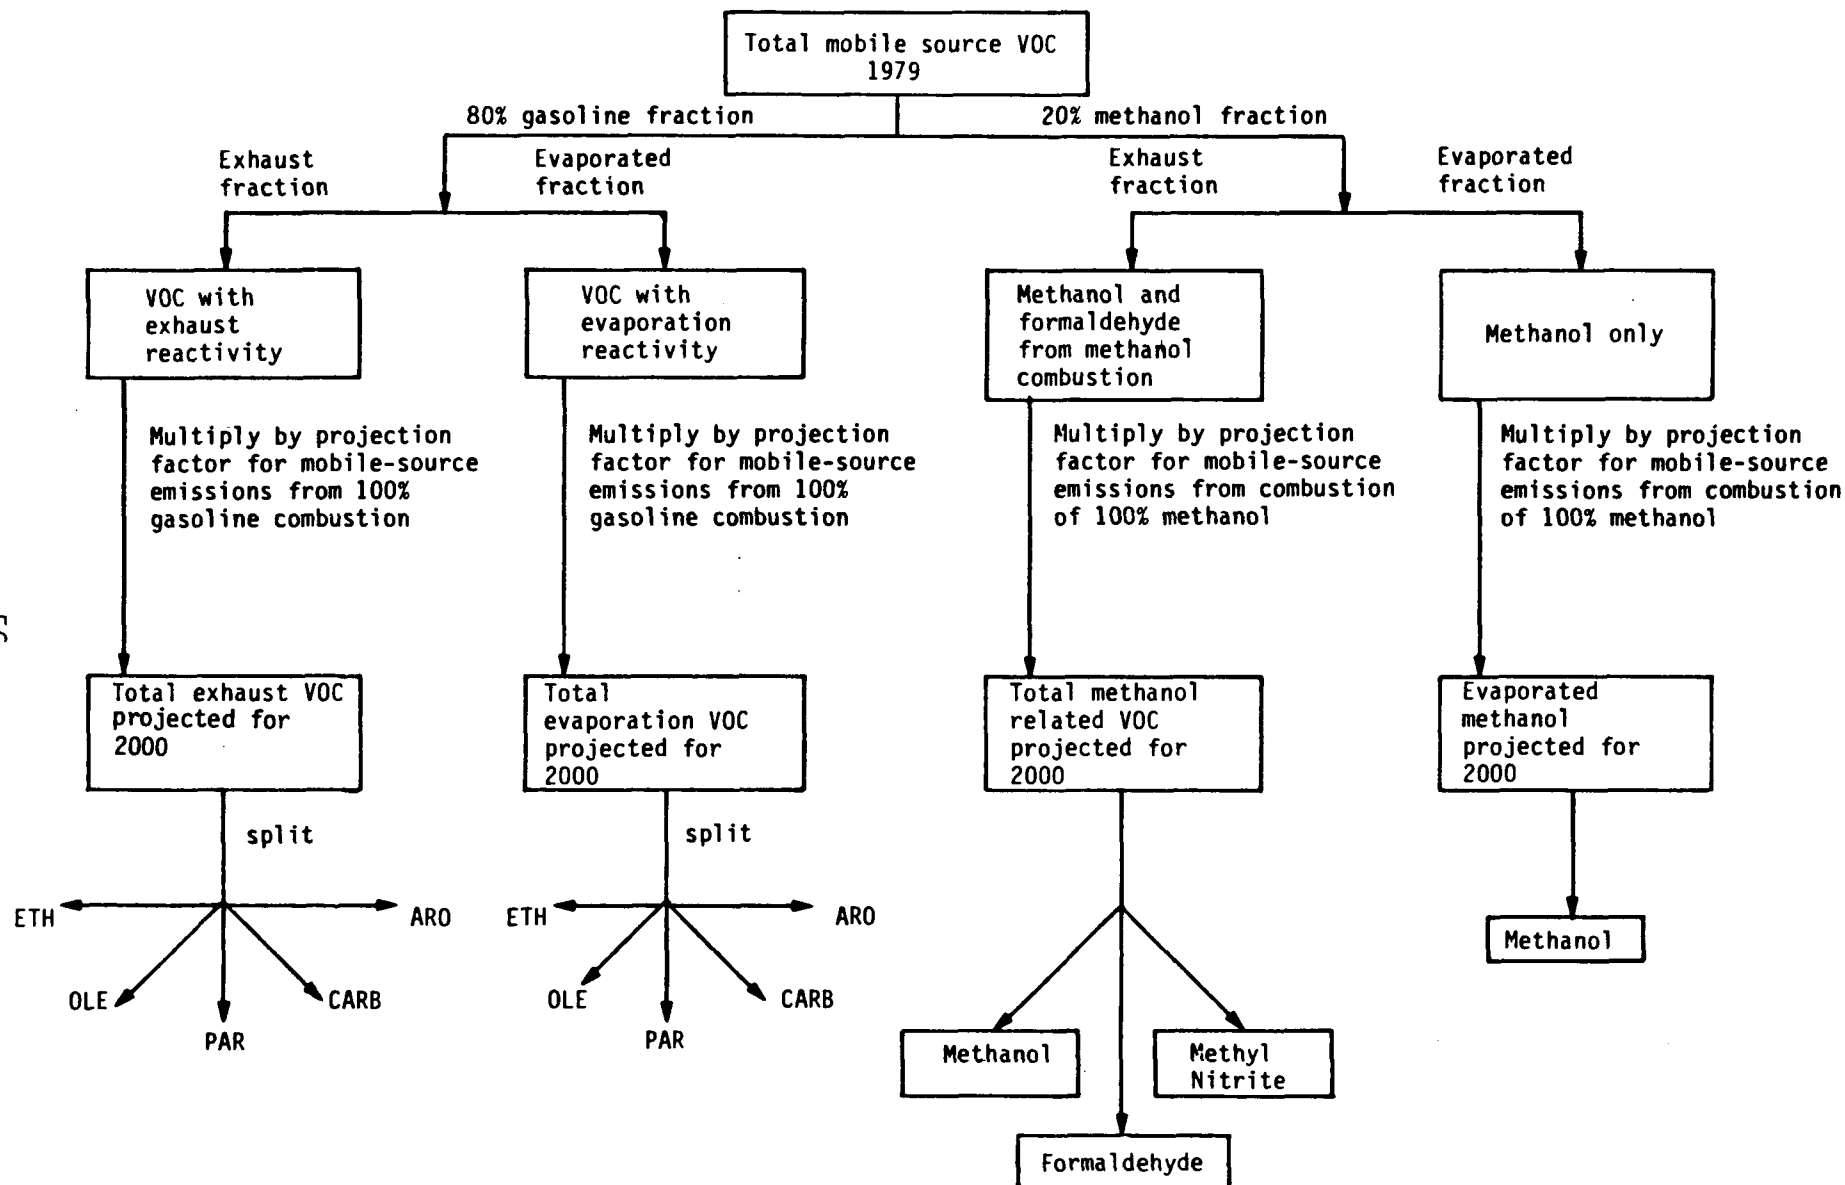 Total mobile source VOC
1979
80% gasoline fraction
20% methanol fraction
Exhaust
fraction
Evaporated
fraction
Exhaust
fraction
Evaporated
fraction
VOC with
exhaust
reactivity
VOC with
evaporation
reactivity
Methanol and
formaldehyde
from methanol
combustion
Methanol only
Multiply by projection
factor for mobile-source
emissions from 100%
gasoline combustion
Multiply by projection
factor for mobile-source
emissions from 100%
gasoline combustion
Multiply by projection
factor for mobile-source
emissions from combustion
of 100% methanol
Multiply by projection
factor for mobile-source
emissions from combustion
of 100% methanol
Total exhaust VOC
projected for
2000
Total
evaporation VOC
projected for
2000
Total methanol
related VOC
projected for
2000
Evaporated
methanol
projected for
2000
split
split
ETH
ARO
OLE
CARB
PAR
ETH
ARO
OLE
CARB
PAR
Methanol
Methanol
Methyl
Nitrite
Formaldehyde